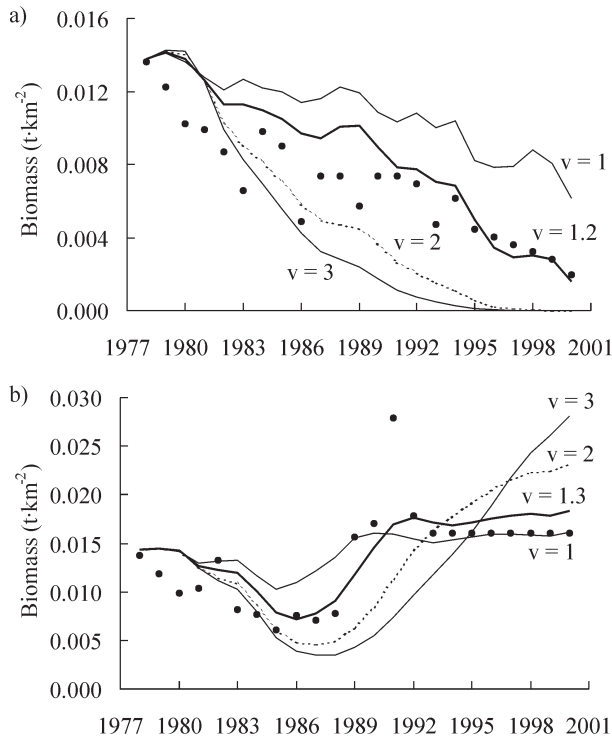 a)
0.016
0.012
0.008
0.004
0.000
Biomass (t·km-2)
v = 1
v = 1.2
v = 2
v = 3
1977 1980 1983 1986 1989 1992 1995 1998 2001
b)
0.030
0.025
0.020
0.015
0.010
0.005
0.000
Biomass (t·km-2)
v = 3
v = 2
v = 1.3
v = 1
1977 1980 1983 1986 1989 1992 1995 1998 2001